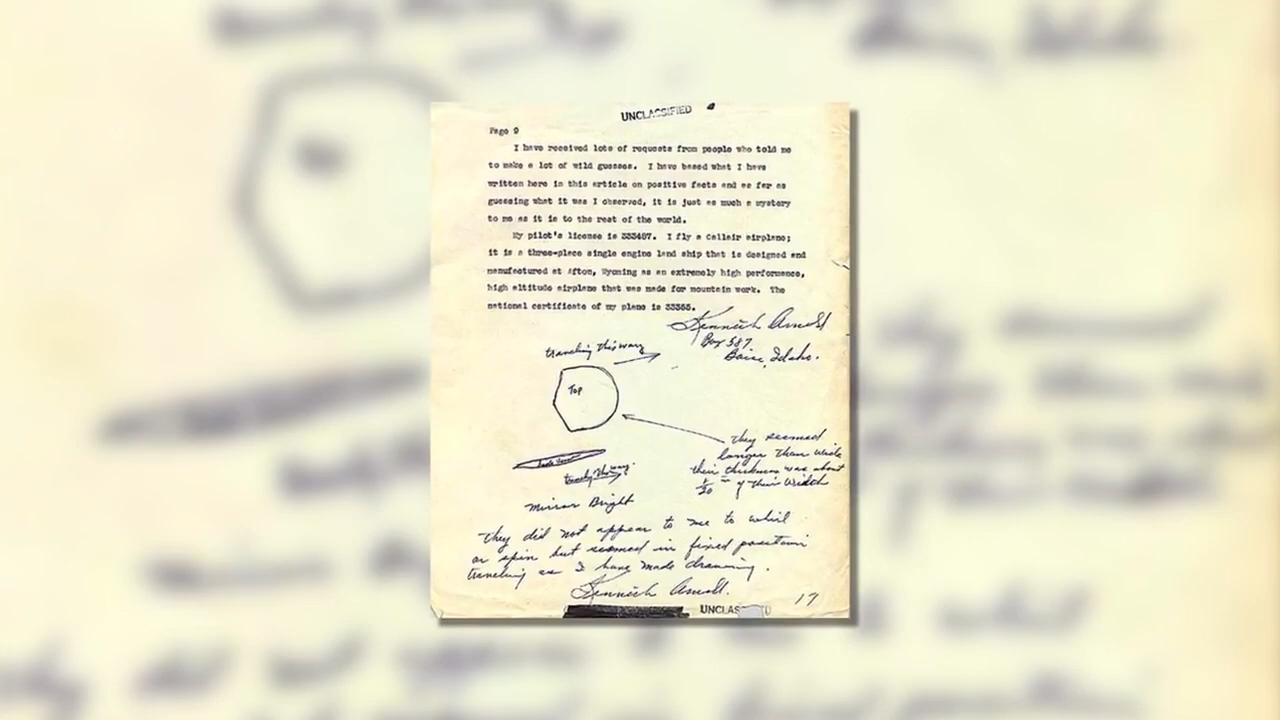 UNCLASSIFIED
Page 9
I have received lots of requests from people who told me
to make a lot of wild guesses. I have based what I have
written here in this article on positive facts and as far as
guessing what it was I observed, it is just as much a mystery
to me as it is to the rest of the world.
My pilot's license is 333487. I fly a Callair airplane;
it is a three-place single engine land ship that is designed and
manufactured at Afton, Wyoming as an extremely high performance,
high altitude airplane that was made for mountain work. The
national certificate of my plane is 33355.
Kenneth Arnold
Box 587
Boise, Idaho.
traveling this way
Top
they seemed
longer than wide
their thickness was about
1/20 of their width
traveling this way.
Mirror Bright
They did not appear to me to whirl
or spin but seemed in fixed position
traveling as I have made drawing.
Kenneth Arnold.
17
UNCLASSIFIED